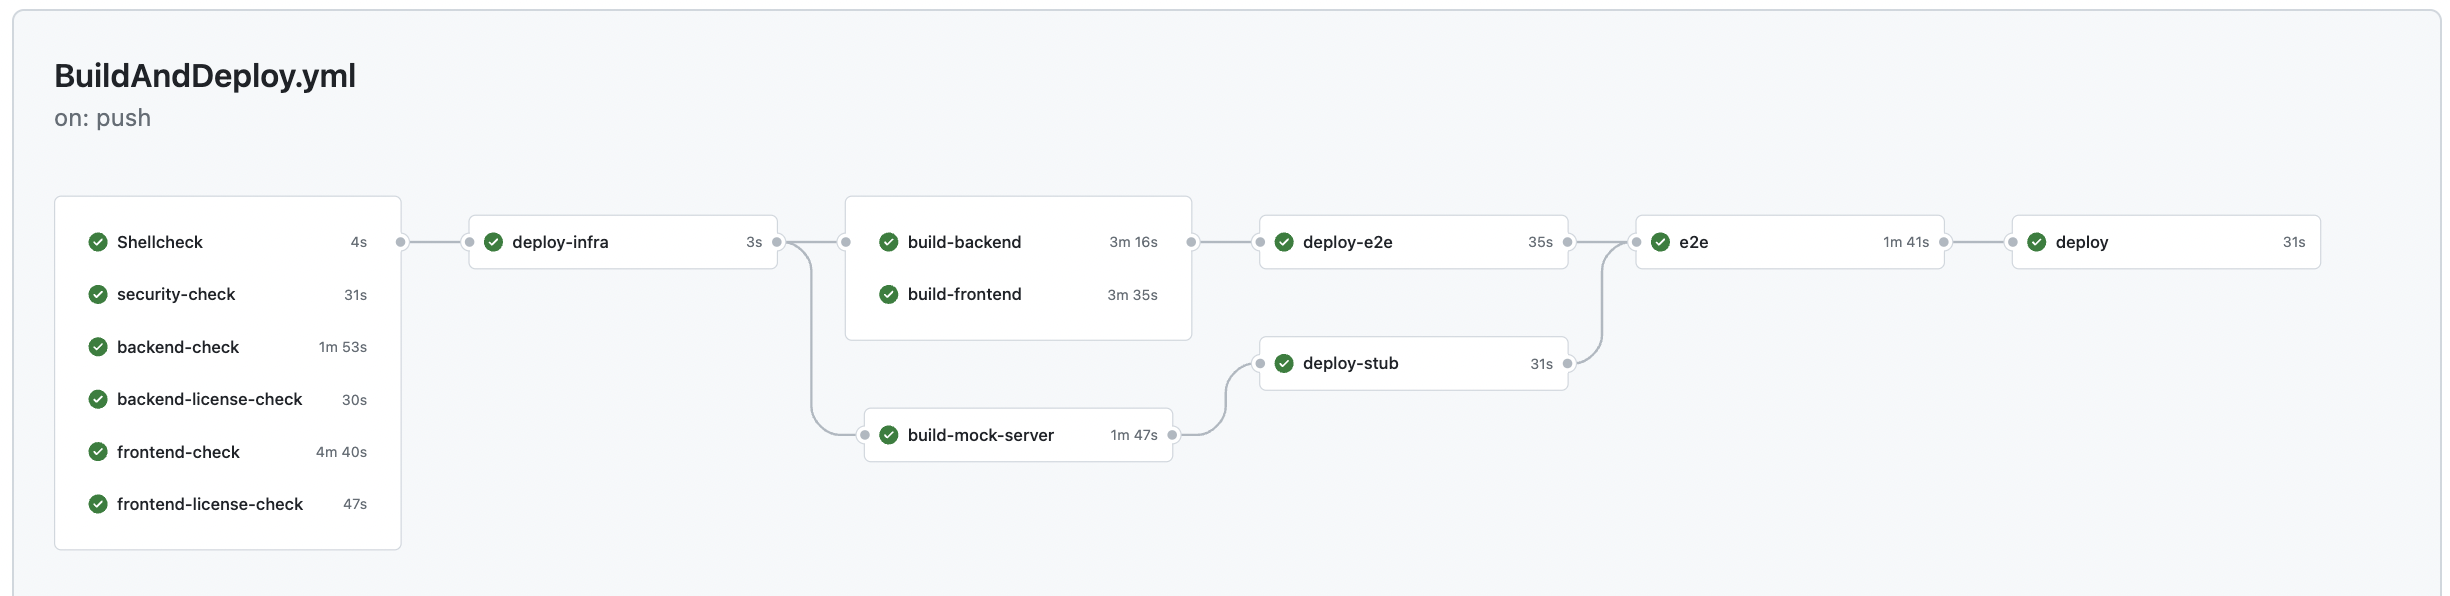 BuildAndDeploy.yml
on: push
Shellcheck 4s
security-check 31s
backend-check 1m 53s
backend-license-check 30s
frontend-check 4m 40s
frontend-license-check 47s
deploy-infra 3s
build-backend 3m 16s
build-frontend 3m 35s
build-mock-server 1m 47s
deploy-e2e 35s
deploy-stub 31s
e2e 1m 41s
deploy 31s